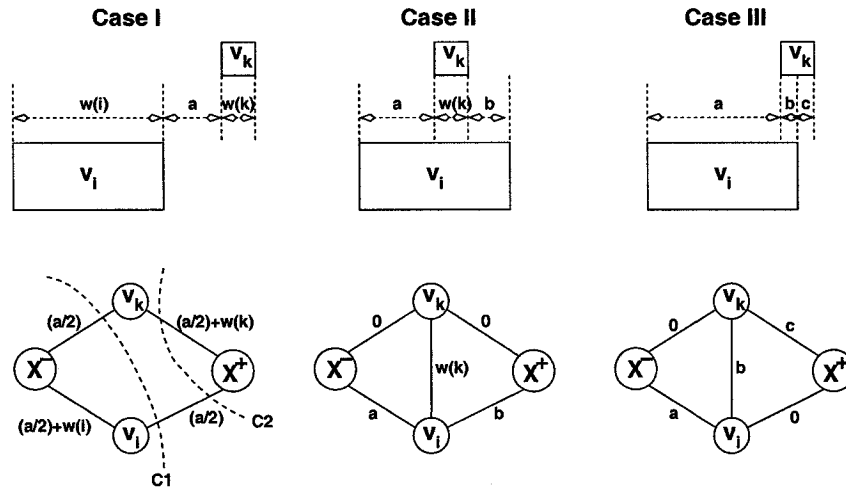 Case I Case II Case III
v_k v_k v_k
w(i) a w(k) a w(k) b a b c
v_i v_i v_i
v_k v_k v_k
(a/2) (a/2)+w(k) 0 0 0 c
X^- X^+ X^- w(k) X^+ X^- b X^+
(a/2)+w(i) (a/2) C2 a b a 0
v_i v_i v_i
C1